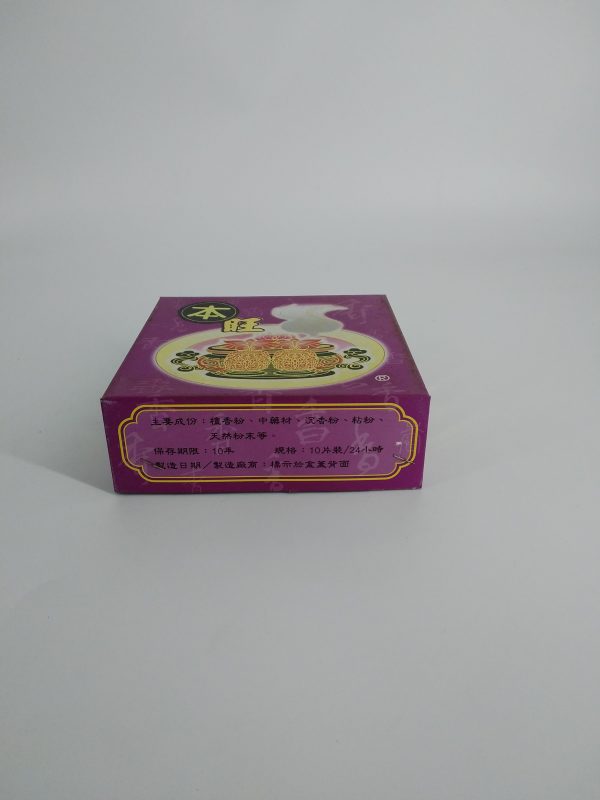 本
旺
®
主要成份：檀香粉、中藥材、沉香粉、粘粉、
天然粉末等。
保存期限：10年 規格：10片裝/24小時
製造日期／製造廠商：標示於盒蓋背面